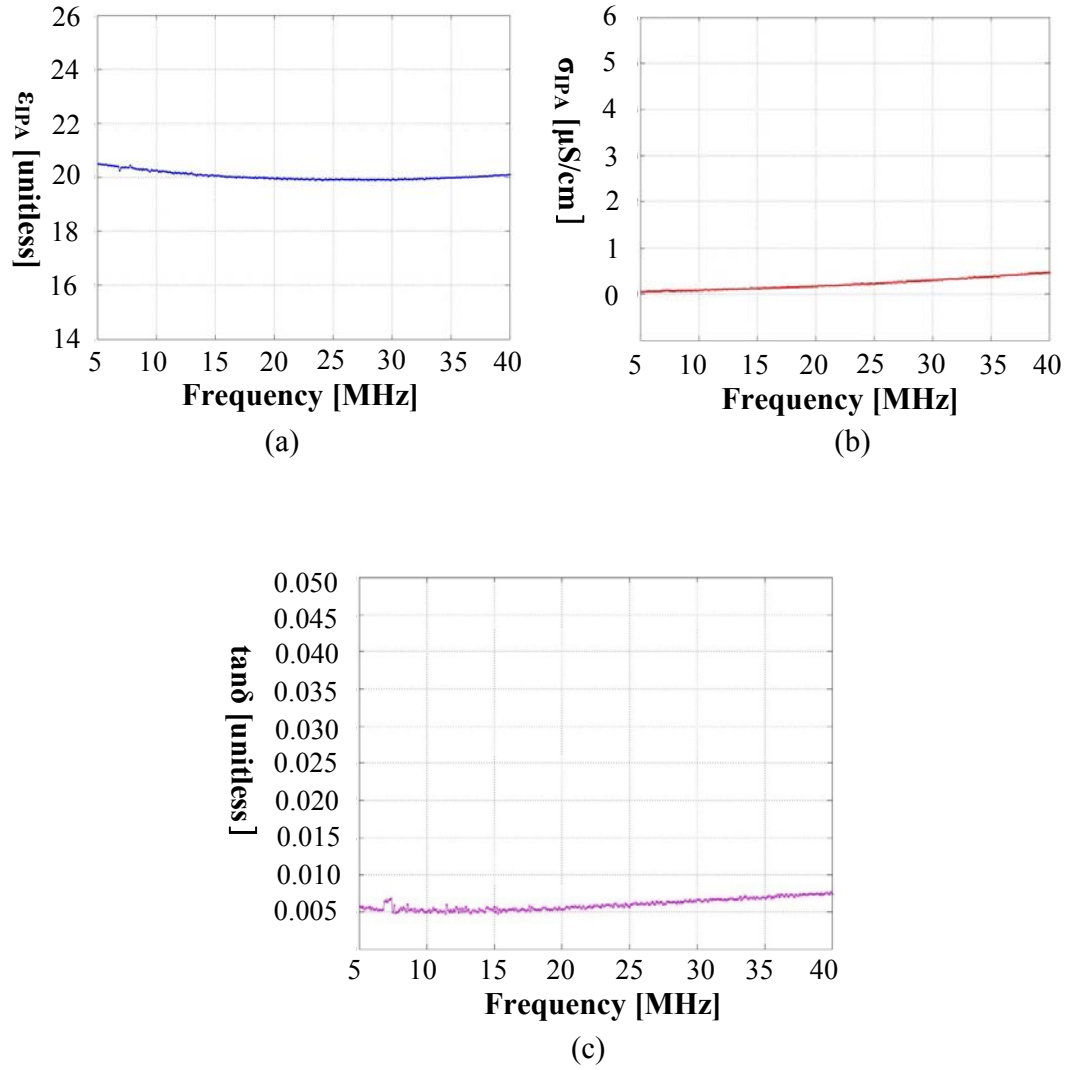 26
24
22
20
18
16
14
εIPA [unitless]
5 10 15 20 25 30 35 40
Frequency [MHz]
(a)
6
5
4
3
2
1
0
σIPA [µS/cm]
5 10 15 20 25 30 35 40
Frequency [MHz]
(b)
0.050
0.045
0.040
0.035
0.030
0.025
0.020
0.015
0.010
0.005
tanδ [unitless]
5 10 15 20 25 30 35 40
Frequency [MHz]
(c)